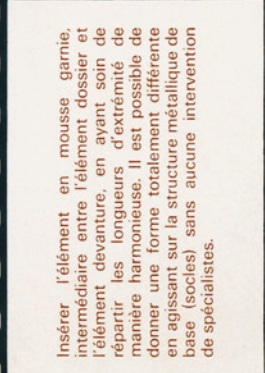 Insérer l'élément en mousse garnie,
intermédiaire entre l'élément dossier et
l'élément devanture, en ayant soin de
répartir les longueurs d'extrémité de
manière harmonieuse. Il est possible de
donner une forme totalement différente
en agissant sur la structure métallique de
base (socles) sans aucune intervention
de spécialistes.